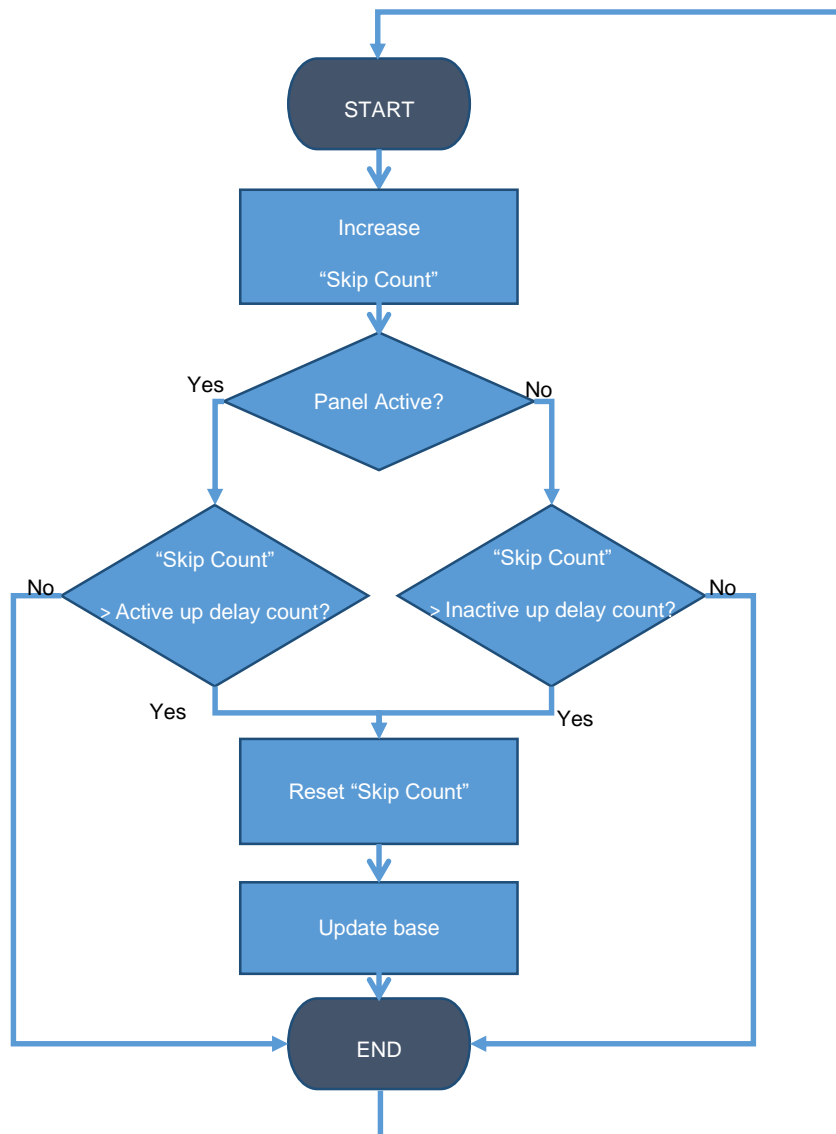 START
Increase
“Skip Count”
Yes
No
Panel Active?
“Skip Count”
“Skip Count”
No
> Active up delay count?
> Inactive up delay count?
No
Yes
Yes
Reset “Skip Count”
Update base
END